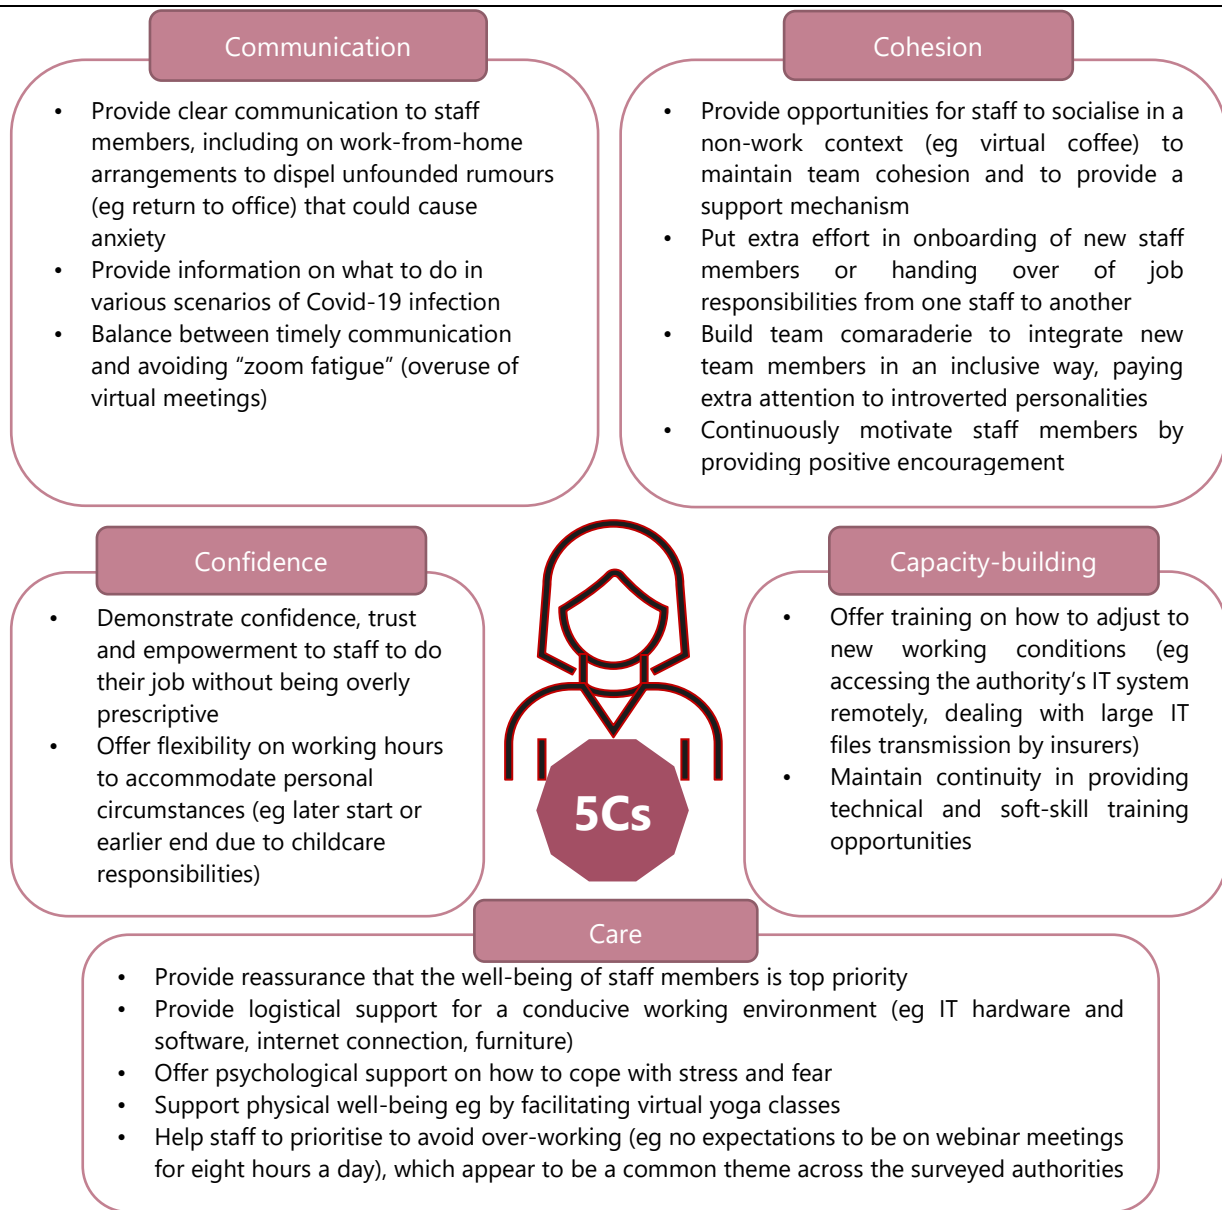 Communication
• Provide clear communication to staff
members, including on work-from-home
arrangements to dispel unfounded rumours
(eg return to office) that could cause
anxiety
• Provide information on what to do in
various scenarios of Covid-19 infection
• Balance between timely communication
and avoiding “zoom fatigue” (overuse of
virtual meetings)
Cohesion
• Provide opportunities for staff to socialise in a
non-work context (eg virtual coffee) to
maintain team cohesion and to provide a
support mechanism
• Put extra effort in onboarding of new staff
members or handing over of job
responsibilities from one staff to another
• Build team comaraderie to integrate new
team members in an inclusive way, paying
extra attention to introverted personalities
• Continuously motivate staff members by
providing positive encouragement
Confidence
• Demonstrate confidence, trust
and empowerment to staff to do
their job without being overly
prescriptive
• Offer flexibility on working hours
to accommodate personal
circumstances (eg later start or
earlier end due to childcare
responsibilities)
5Cs
Capacity-building
• Offer training on how to adjust to
new working conditions (eg
accessing the authority’s IT system
remotely, dealing with large IT
files transmission by insurers)
• Maintain continuity in providing
technical and soft-skill training
opportunities
Care
• Provide reassurance that the well-being of staff members is top priority
• Provide logistical support for a conducive working environment (eg IT hardware and
software, internet connection, furniture)
• Offer psychological support on how to cope with stress and fear
• Support physical well-being eg by facilitating virtual yoga classes
• Help staff to prioritise to avoid over-working (eg no expectations to be on webinar meetings
for eight hours a day), which appear to be a common theme across the surveyed authorities